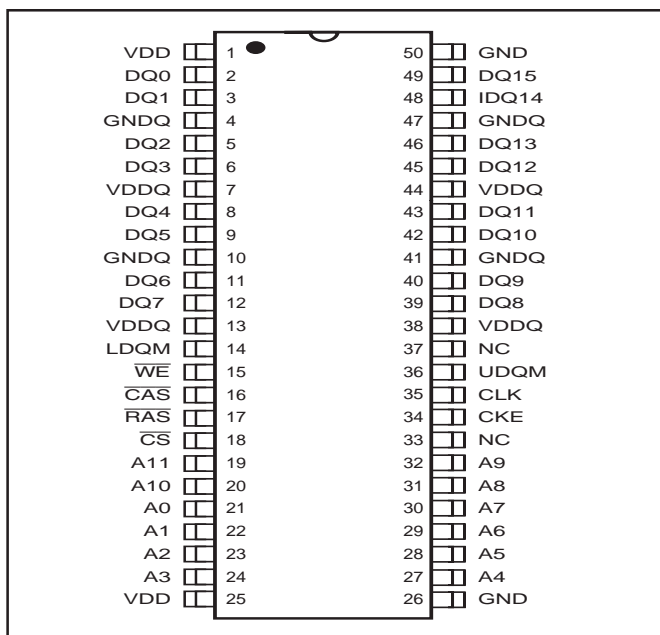 VDD 1 50 GND
DQ0 2 49 DQ15
DQ1 3 48 IDQ14
GNDQ 4 47 GNDQ
DQ2 5 46 DQ13
DQ3 6 45 DQ12
VDDQ 7 44 VDDQ
DQ4 8 43 DQ11
DQ5 9 42 DQ10
GNDQ 10 41 GNDQ
DQ6 11 40 DQ9
DQ7 12 39 DQ8
VDDQ 13 38 VDDQ
LDQM 14 37 NC
WE 15 36 UDQM
CAS 16 35 CLK
RAS 17 34 CKE
CS 18 33 NC
A11 19 32 A9
A10 20 31 A8
A0 21 30 A7
A1 22 29 A6
A2 23 28 A5
A3 24 27 A4
VDD 25 26 GND